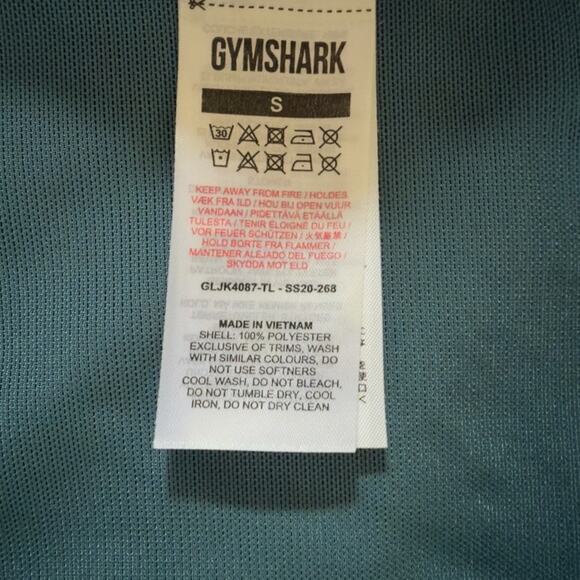 GYMSHARK
S
30
KEEP AWAY FROM FIRE / HOLDES
VÆK FRA ILD / HOU BIJ OPEN VUUR
VANDAAN / PIDETTÄVÄ ETÄÄLLÄ
TULESTA / TENIR ÉLOIGNÉ DU FEU /
VOR FEUER SCHÜTZEN / 火気厳禁 /
HOLD BORTE FRA FLAMMER /
MANTENER ALEJADO DEL FUEGO /
SKYDDA MOT ELD
GLJK4087-TL - SS20-268
MADE IN VIETNAM
SHELL: 100% POLYESTER
EXCLUSIVE OF TRIMS, WASH
WITH SIMILAR COLOURS, DO
NOT USE SOFTNERS
COOL WASH, DO NOT BLEACH,
DO NOT TUMBLE DRY, COOL
IRON, DO NOT DRY CLEAN